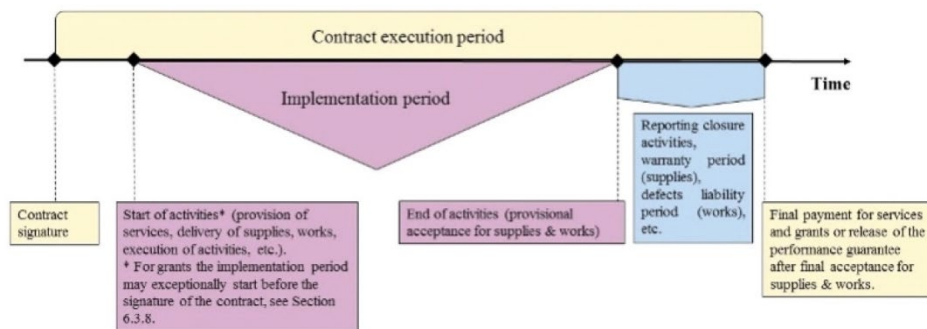 Contract execution period
Time
Implementation period
Reporting closure
activities,
warranty period
(supplies),
defects liability
period (works),
etc.
Contract
signature
Start of activities* (provision of
services, delivery of supplies, works,
execution of activities, etc.).
* For grants the implementation period
may exceptionally start before the
signature of the contract, see Section
6.3.8.
End of activities (provisional
acceptance for supplies & works)
Final payment for services
and grants or release of the
performance guarantee
after final acceptance for
supplies & works.